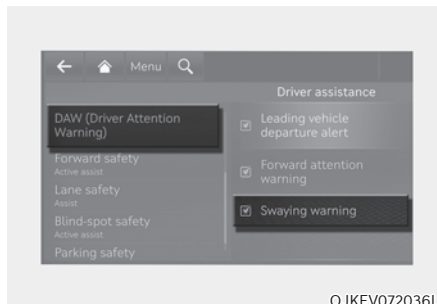 Menu
Driver assistance
DAW (Driver Attention
Warning)
Forward safety
Active assist
Lane safety
Assist
Blind-spot safety
Active assist
Parking safety
Leading vehicle
departure alert
Forward attention
warning
Swaying warning
OJKEV072036L